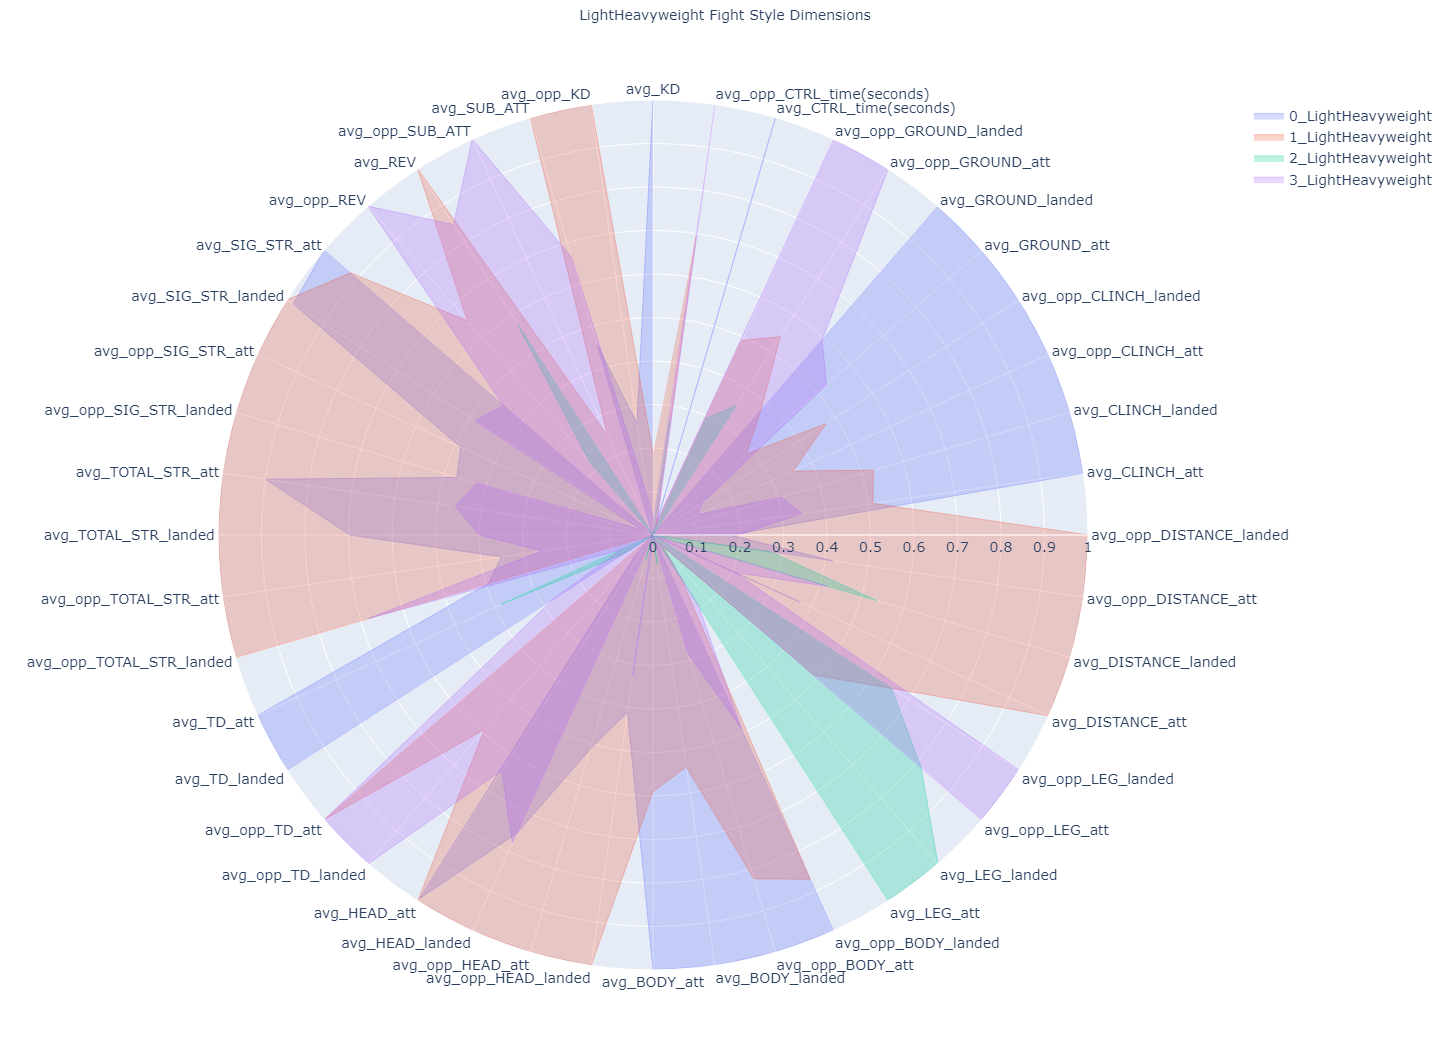 LightHeavyweight Fight Style Dimensions
0_LightHeavyweight
1_LightHeavyweight
2_LightHeavyweight
3_LightHeavyweight
avg_KD
avg_opp_KD
avg_SUB_ATT
avg_opp_SUB_ATT
avg_REV
avg_opp_REV
avg_SIG_STR_att
avg_SIG_STR_landed
avg_opp_SIG_STR_att
avg_opp_SIG_STR_landed
avg_TOTAL_STR_att
avg_TOTAL_STR_landed
avg_opp_TOTAL_STR_att
avg_opp_TOTAL_STR_landed
avg_TD_att
avg_TD_landed
avg_opp_TD_att
avg_opp_TD_landed
avg_HEAD_att
avg_HEAD_landed
avg_opp_HEAD_att
avg_opp_HEAD_landed
avg_BODY_att
avg_BODY_landed
avg_opp_BODY_att
avg_opp_BODY_landed
avg_LEG_att
avg_LEG_landed
avg_opp_LEG_att
avg_opp_LEG_landed
avg_DISTANCE_att
avg_DISTANCE_landed
avg_opp_DISTANCE_att
avg_opp_DISTANCE_landed
avg_CLINCH_att
avg_CLINCH_landed
avg_opp_CLINCH_att
avg_opp_CLINCH_landed
avg_GROUND_att
avg_GROUND_landed
avg_opp_GROUND_att
avg_opp_GROUND_landed
avg_CTRL_time(seconds)
avg_opp_CTRL_time(seconds)
0 0.1 0.2 0.3 0.4 0.5 0.6 0.7 0.8 0.9 1